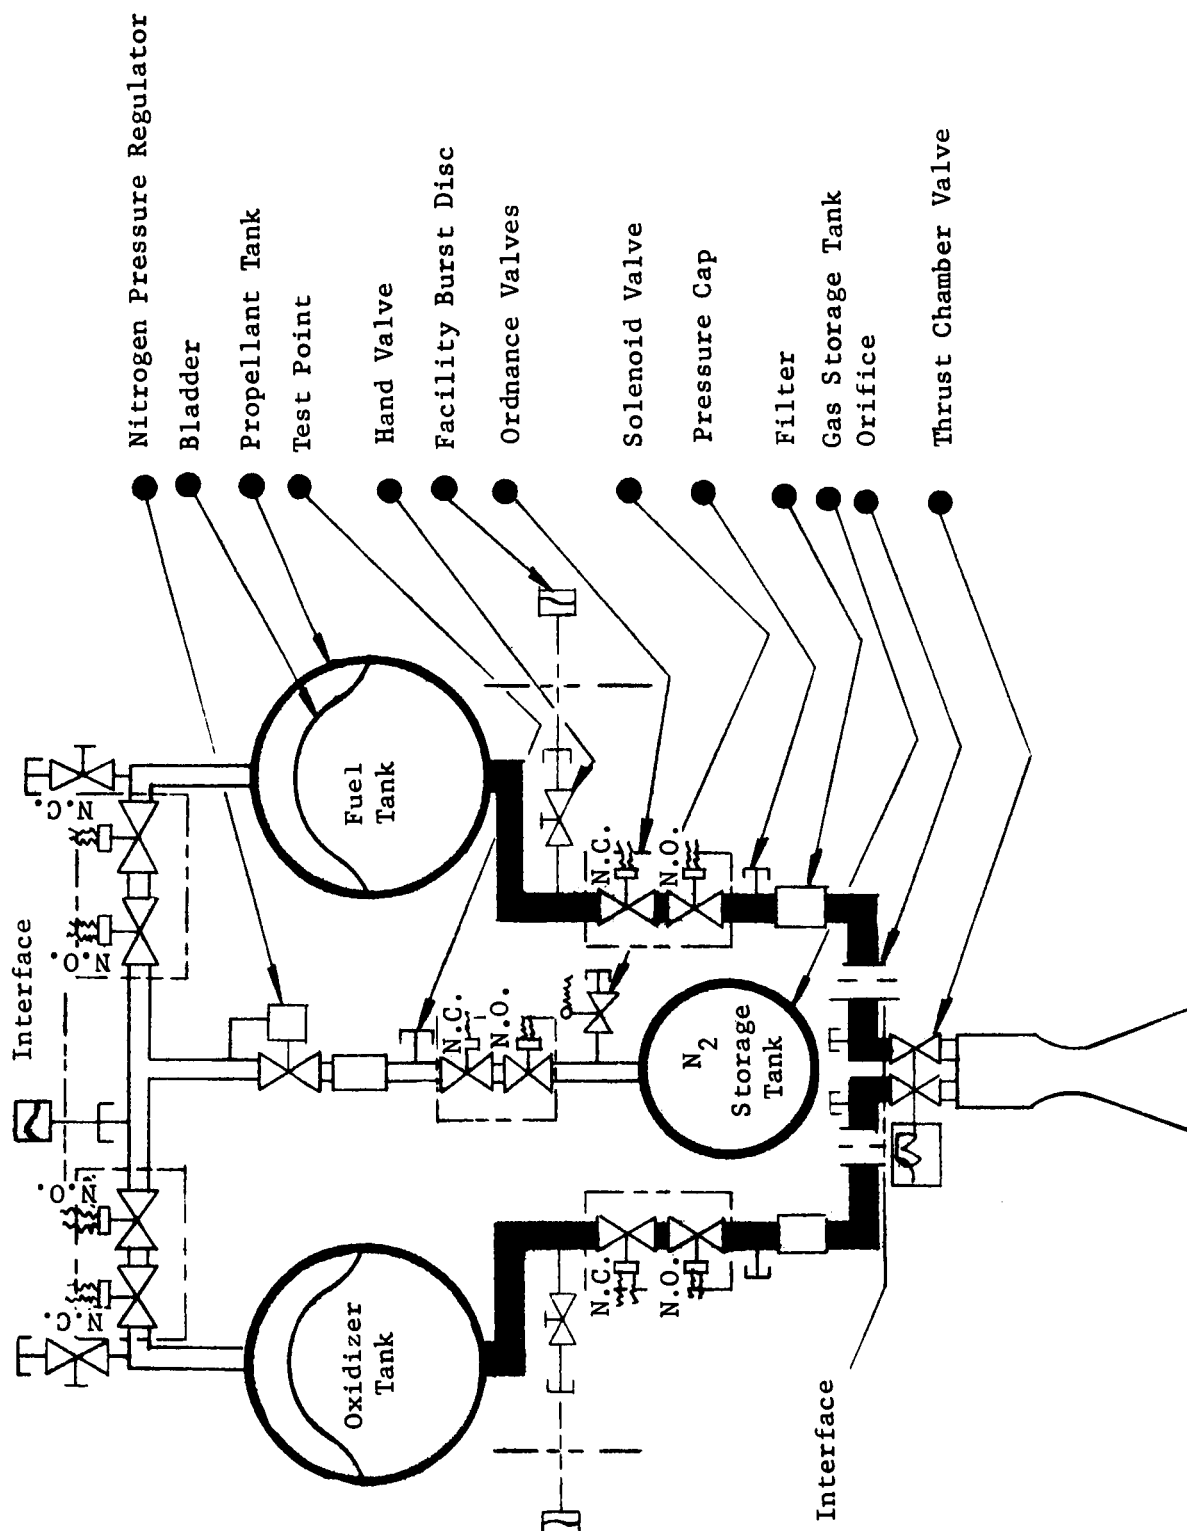 Nitrogen Pressure Regulator
Bladder
Propellant Tank
Test Point
Hand Valve
Facility Burst Disc
Ordnance Valves
Solenoid Valve
Pressure Cap
Filter
Gas Storage Tank
Orifice
Thrust Chamber Valve
Interface
N.C.
N.O.
N.O.
N.C.
Fuel
Tank
N.C.
N.O.
N.C.
N.O.
N2
Storage
Tank
Oxidizer
Tank
N.C.
N.O.
Interface